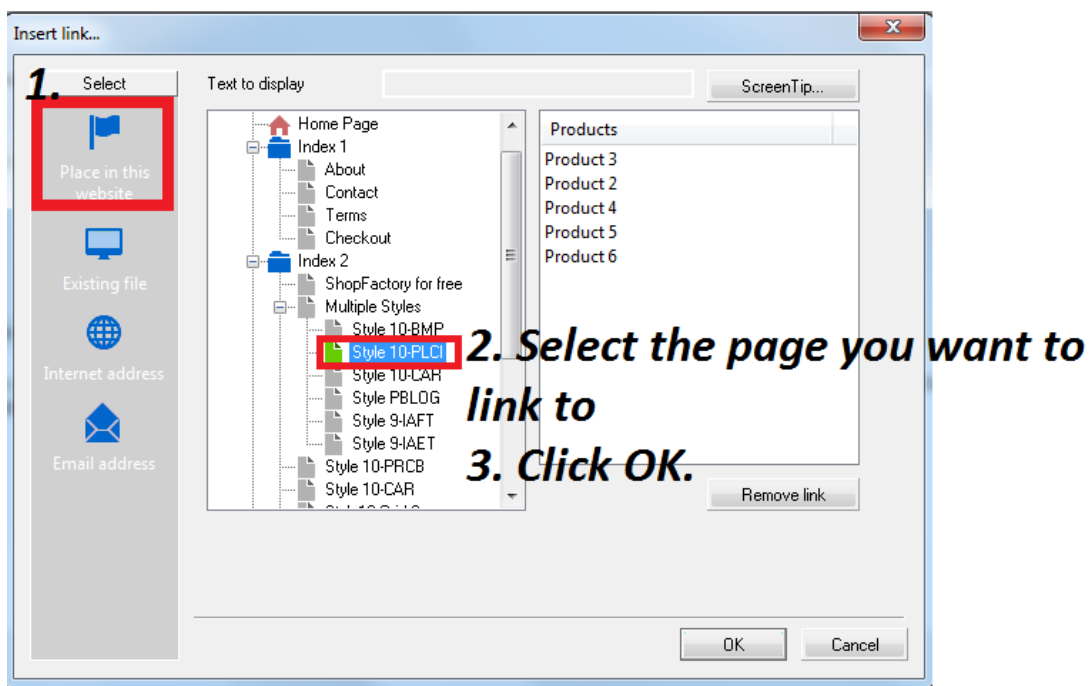 Insert link...
1.
Select
Text to display
ScreenTip...
Place in this
website
Existing file
Internet address
Email address
Home Page
Index 1
About
Contact
Terms
Checkout
Index 2
ShopFactory for free
Multiple Styles
Style 10-BMP
Style 10-PLCI
Style 10-CAR
Style PBLOG
Style 9-IAFT
Style 9-IAET
Style 10-PRCB
Style 10-CAR
Products
Product 3
Product 2
Product 4
Product 5
Product 6
2. Select the page you want to
link to
3. Click OK.
Remove link
OK
Cancel